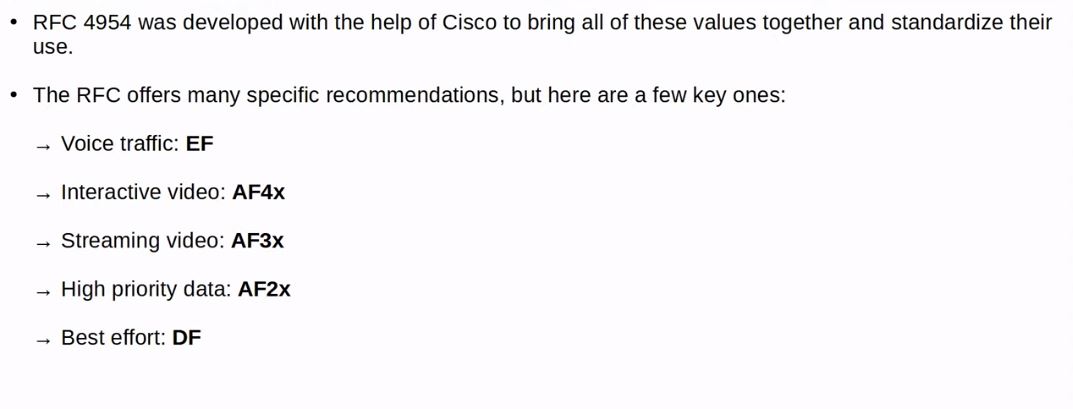 • RFC 4954 was developed with the help of Cisco to bring all of these values together and standardize their
use.
• The RFC offers many specific recommendations, but here are a few key ones:
→ Voice traffic: EF
→ Interactive video: AF4x
→ Streaming video: AF3x
→ High priority data: AF2x
→ Best effort: DF